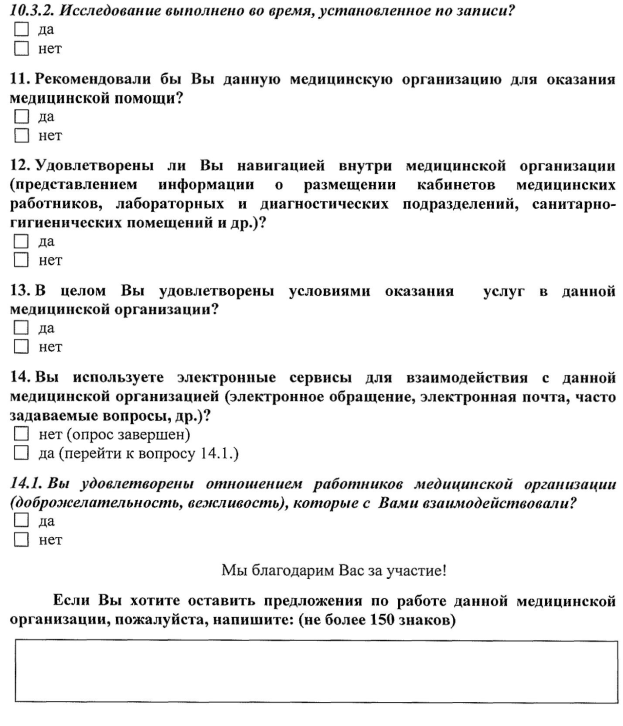 10.3.2. Исследование выполнено во время, установленное по записи?
да
нет
11. Рекомендовали бы Вы данную медицинскую организацию для оказания
медицинской помощи?
да
нет
12. Удовлетворены ли Вы навигацией внутри медицинской организации
(представлением информации о размещении кабинетов медицинских
работников, лабораторных и диагностических подразделений, санитарно-
гигиенических помещений и др.)?
да
нет
13. В целом Вы удовлетворены условиями оказания услуг в данной
медицинской организации?
да
нет
14. Вы используете электронные сервисы для взаимодействия с данной
медицинской организацией (электронное обращение, электронная почта, часто
задаваемые вопросы, др.)?
нет (опрос завершен)
да (перейти к вопросу 14.1.)
14.1. Вы удовлетворены отношением работников медицинской организации
(доброжелательность, вежливость), которые с Вами взаимодействовали?
да
нет
Мы благодарим Вас за участие!
Если Вы хотите оставить предложения по работе данной медицинской
организации, пожалуйста, напишите: (не более 150 знаков)